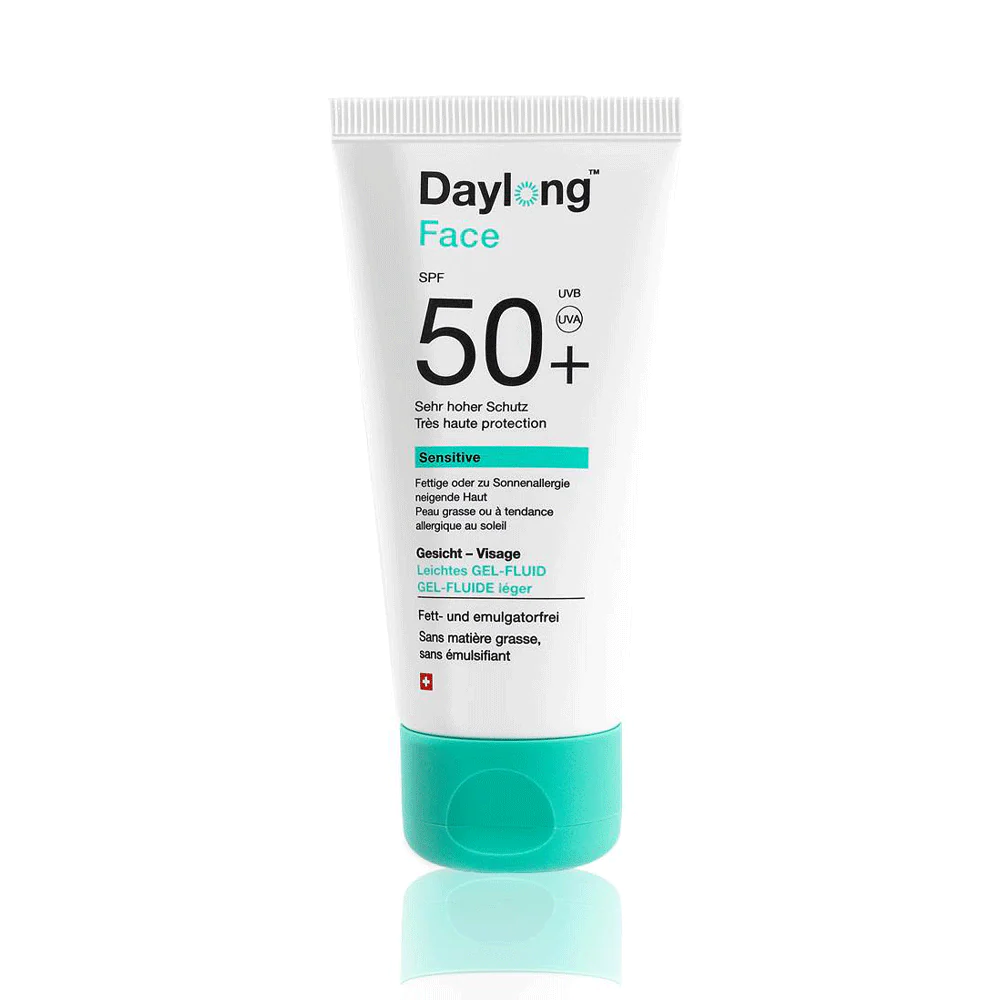 Daylong™
Face
SPF
50+
UVB
UVA
Sehr hoher Schutz
Très haute protection
Sensitive
Fettige oder zu Sonnenallergie
neigende Haut
Peau grasse ou à tendance
allergique au soleil
Gesicht – Visage
Leichtes GEL-FLUID
GEL-FLUIDE léger
Fett- und emulgatorfrei
Sans matière grasse,
sans émulsifiant